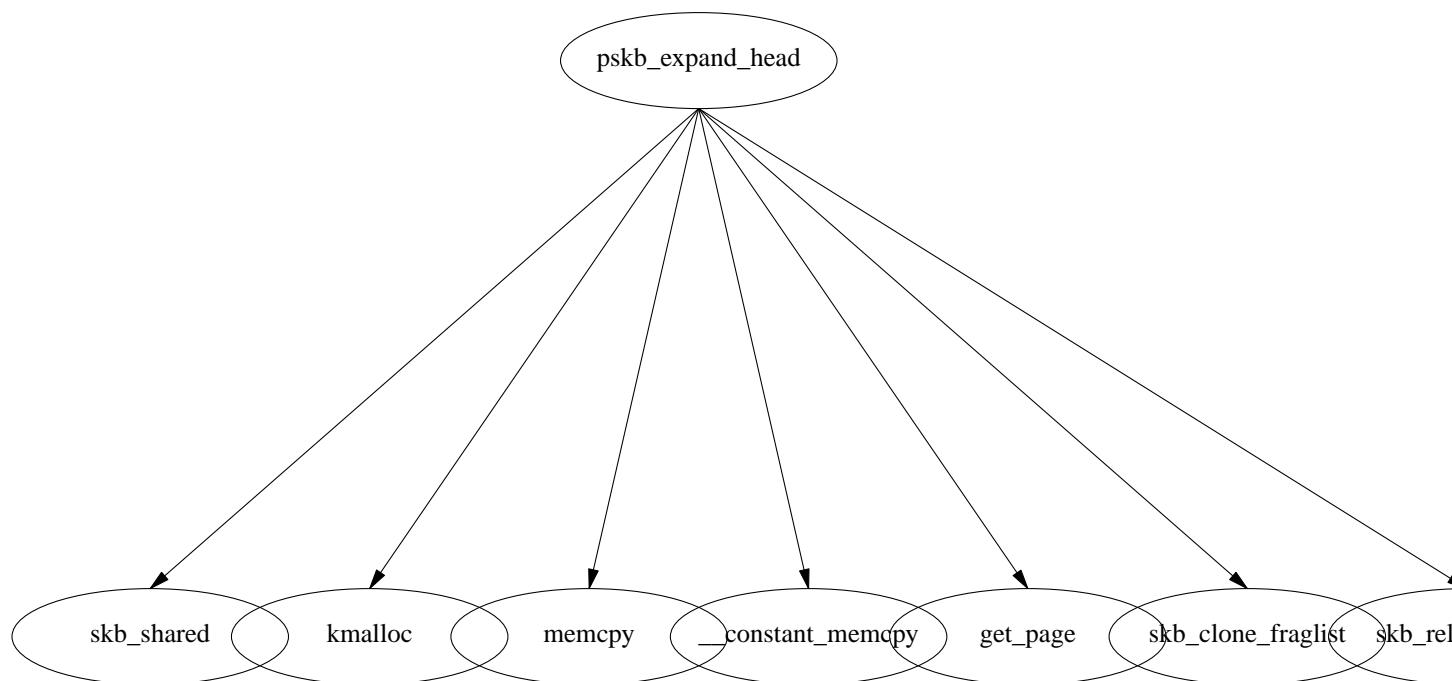 pskb_expand_head
skb_shared
kmalloc
memcpy
__constant_memcpy
get_page
skb_clone_fraglist